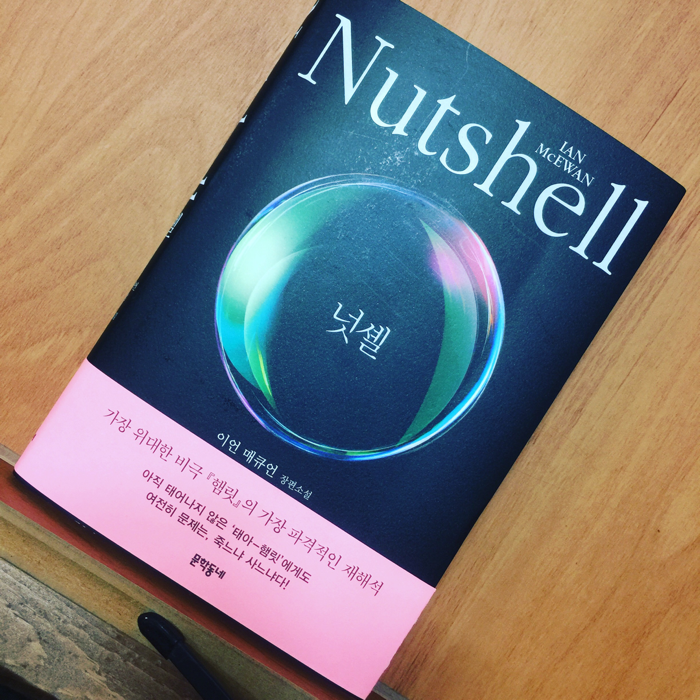 Nutshell
IAN
McEWAN
넛셸
이언 매큐언 장편소설
가장 위대한 비극 『햄릿』의 가장 파격적인 재해석
아직 태어나지 않은 '태아-햄릿'에게도
여전히 문제는, 죽느냐 사느냐다!
문학동네